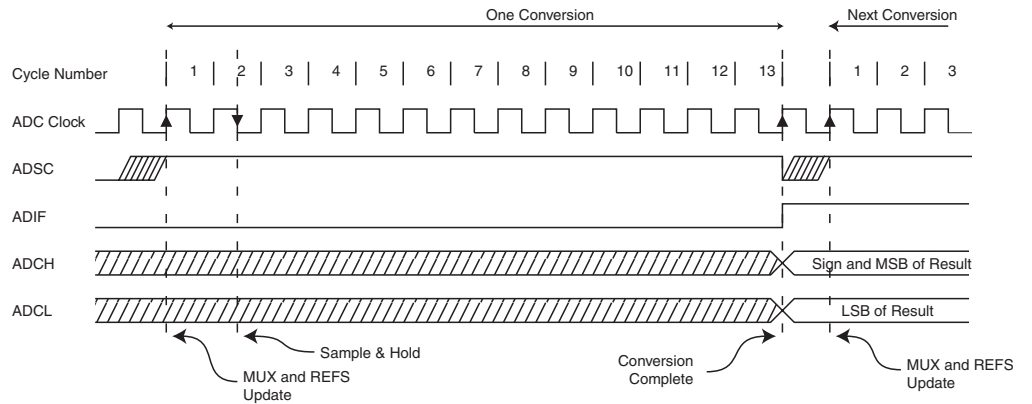 One Conversion
Next Conversion
Cycle Number
1 2 3 4 5 6 7 8 9 10 11 12 13 1 2 3
ADC Clock
ADSC
ADIF
ADCH
Sign and MSB of Result
ADCL
LSB of Result
Sample & Hold
MUX and REFS
Update
Conversion
Complete
MUX and REFS
Update